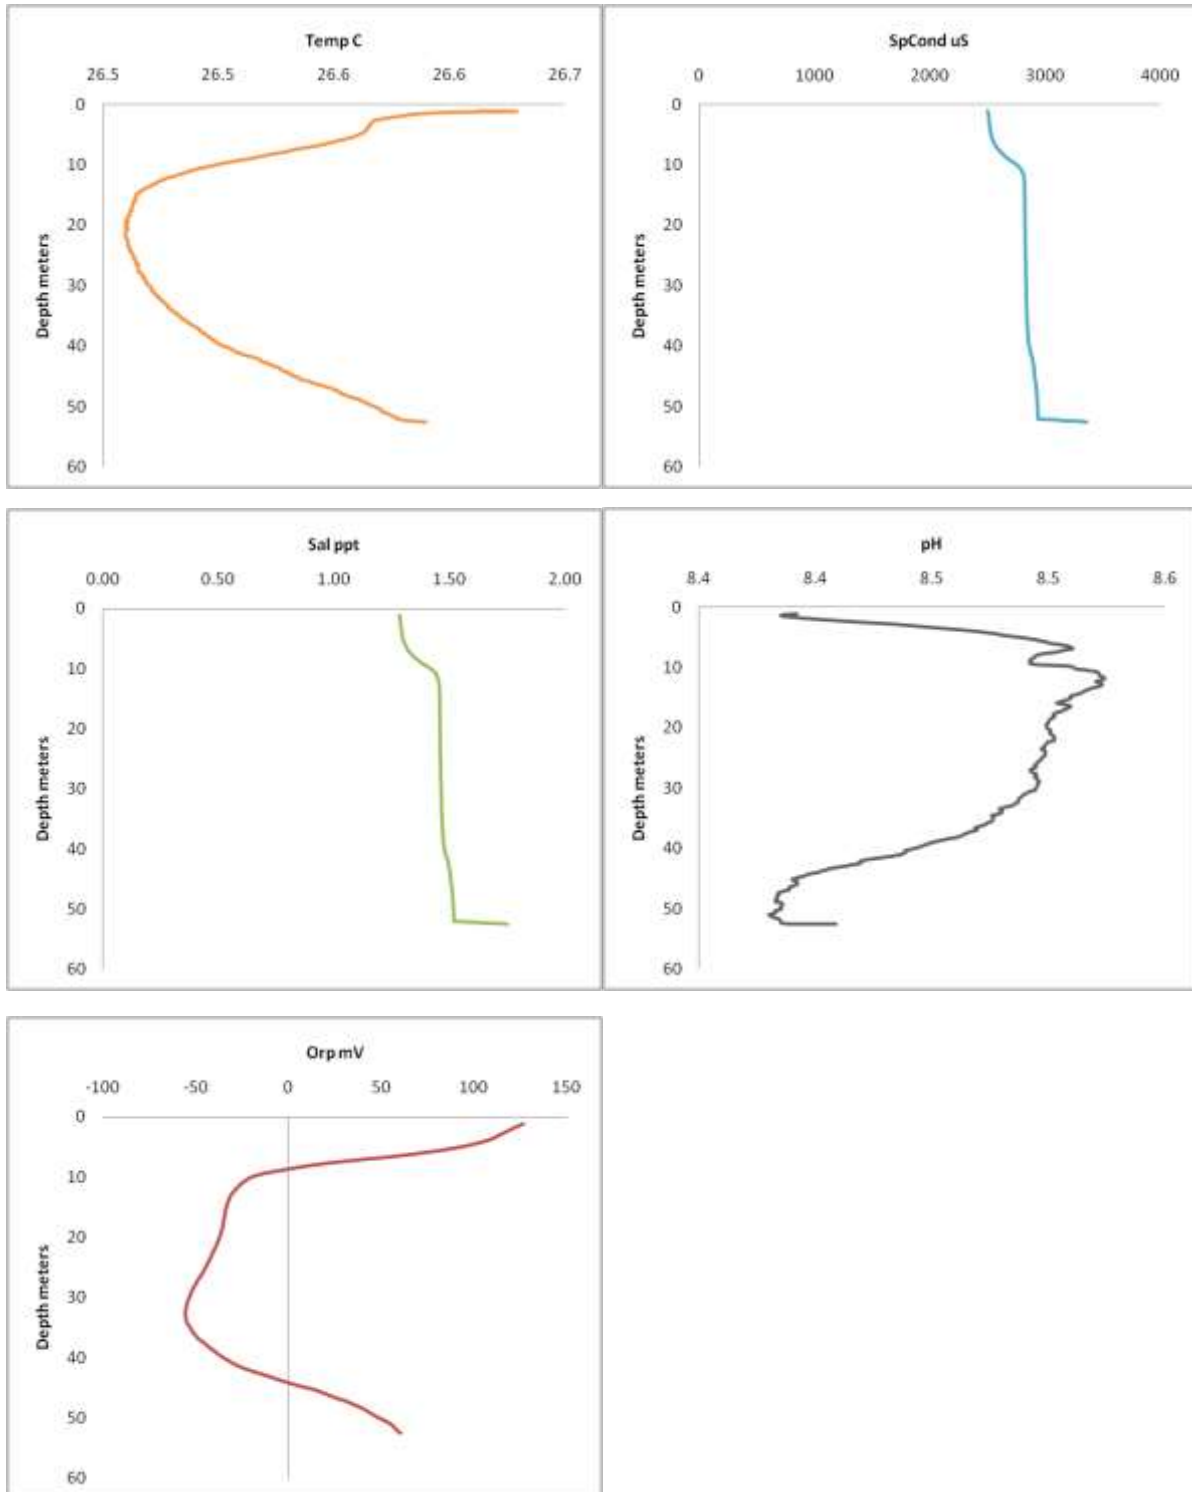 Temp C
26.5 26.5 26.6 26.6 26.7
0
10
20
30
40
50
60
Depth meters
SpCond uS
0 1000 2000 3000 4000
0
10
20
30
40
50
60
Depth meters
Sal ppt
0.00 0.50 1.00 1.50 2.00
0
10
20
30
40
50
60
Depth meters
pH
8.4 8.4 8.5 8.5 8.6
0
10
20
30
40
50
60
Depth meters
Orp mV
-100 -50 0 50 100 150
0
10
20
30
40
50
60
Depth meters